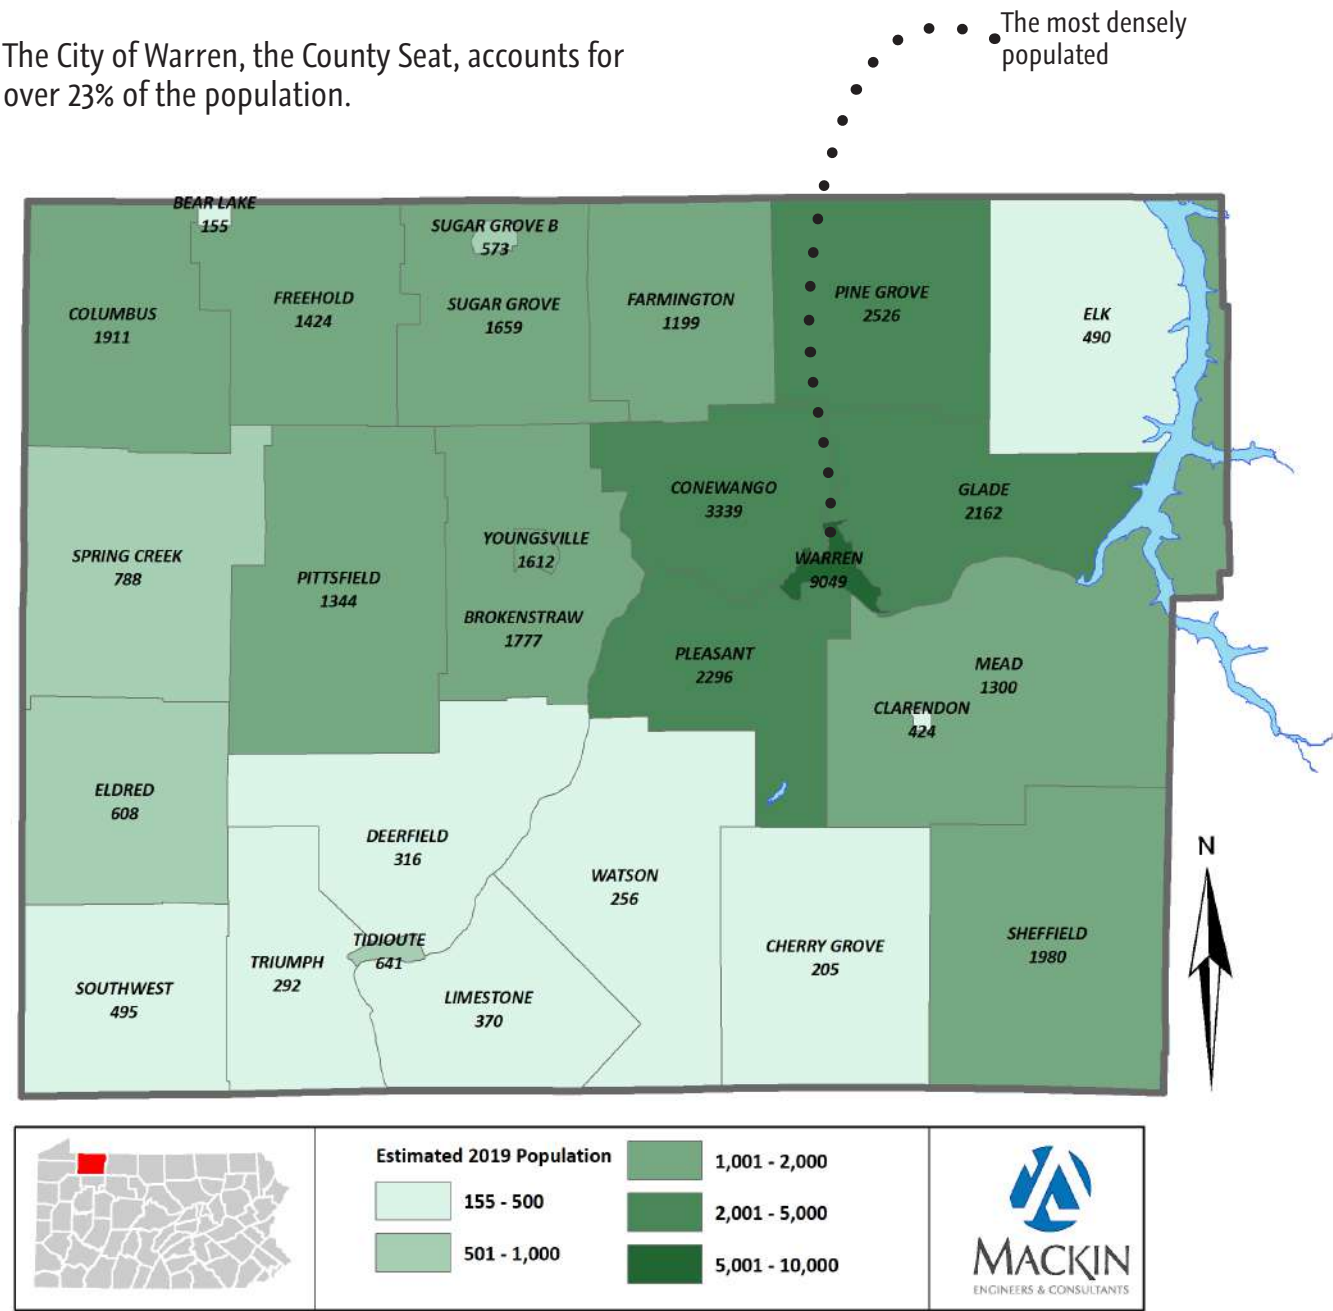 The most densely
populated
The City of Warren, the County Seat, accounts for
over 23% of the population.
BEAR LAKE
155
SUGAR GROVE B
573
COLUMBUS
1911
FREEHOLD
1424
SUGAR GROVE
1659
FARMINGTON
1199
PINE GROVE
2526
ELK
490
CONEWANGO
3339
GLADE
2162
SPRING CREEK
788
PITTSFIELD
1344
YOUNGSVILLE
1612
WARREN
9049
BROKENSTRAW
1777
PLEASANT
2296
MEAD
1300
CLARENDON
424
ELDRED
608
DEERFIELD
316
WATSON
256
TIDIOUTE
641
CHERRY GROVE
205
SHEFFIELD
1980
SOUTHWEST
495
TRIUMPH
292
LIMESTONE
370
N
Estimated 2019 Population
155 - 500
501 - 1,000
1,001 - 2,000
2,001 - 5,000
5,001 - 10,000
MACKIN
ENGINEERS & CONSULTANTS